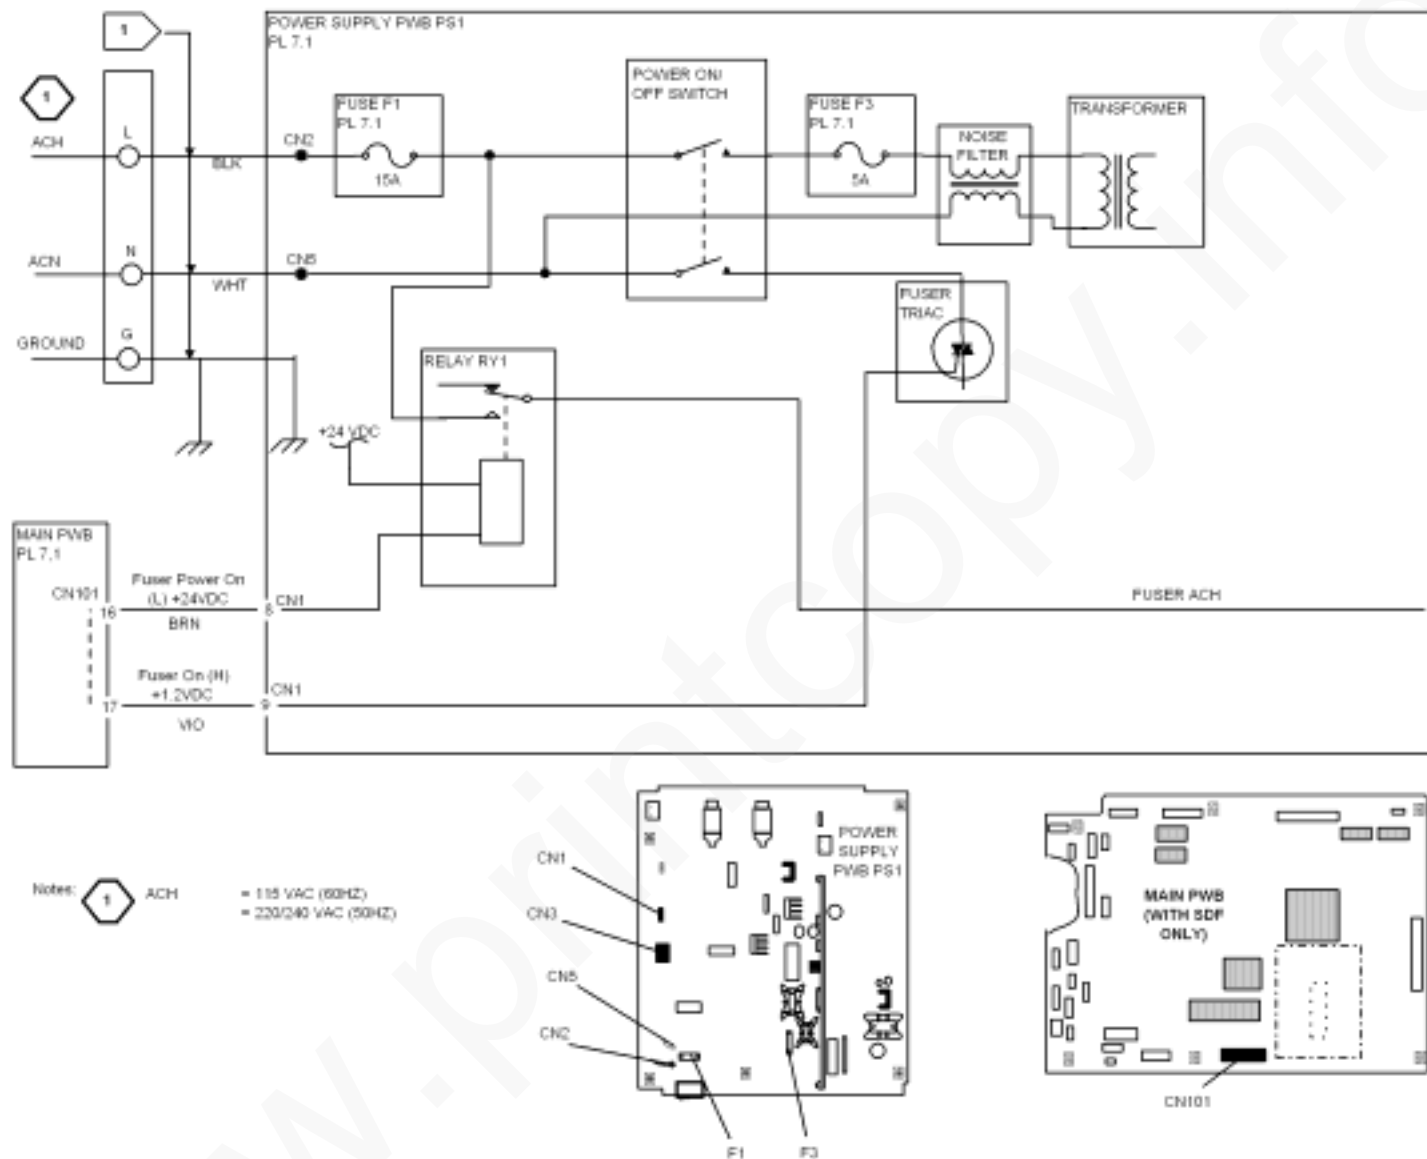 1
POWER SUPPLY PWB PS1
PL 7.1
1
ACH
L
BLK
CN2
FUSE F1
PL 7.1
15A
POWER ON/
OFF SWITCH
FUSE F3
PL 7.1
5A
NOISE
FILTER
TRANSFORMER
ACN
N
WHT
CN5
FUSER
TRIAC
GROUND
G
RELAY RY1
+24 VDC
MAIN PWB
PL 7.1
CN101
16
Fuser Power On
(L) +24VDC
BRN
8
CN1
FUSER ACH
17
Fuser On (H)
+1.2VDC
VIO
9
CN1
Notes:
1
ACH
= 115 VAC (60HZ)
= 220/240 VAC (50HZ)
CN1
CN3
CN5
CN2
POWER
SUPPLY
PWB PS1
F1
F3
MAIN PWB
(WITH SDF
ONLY)
CN101
www.printcopy.info